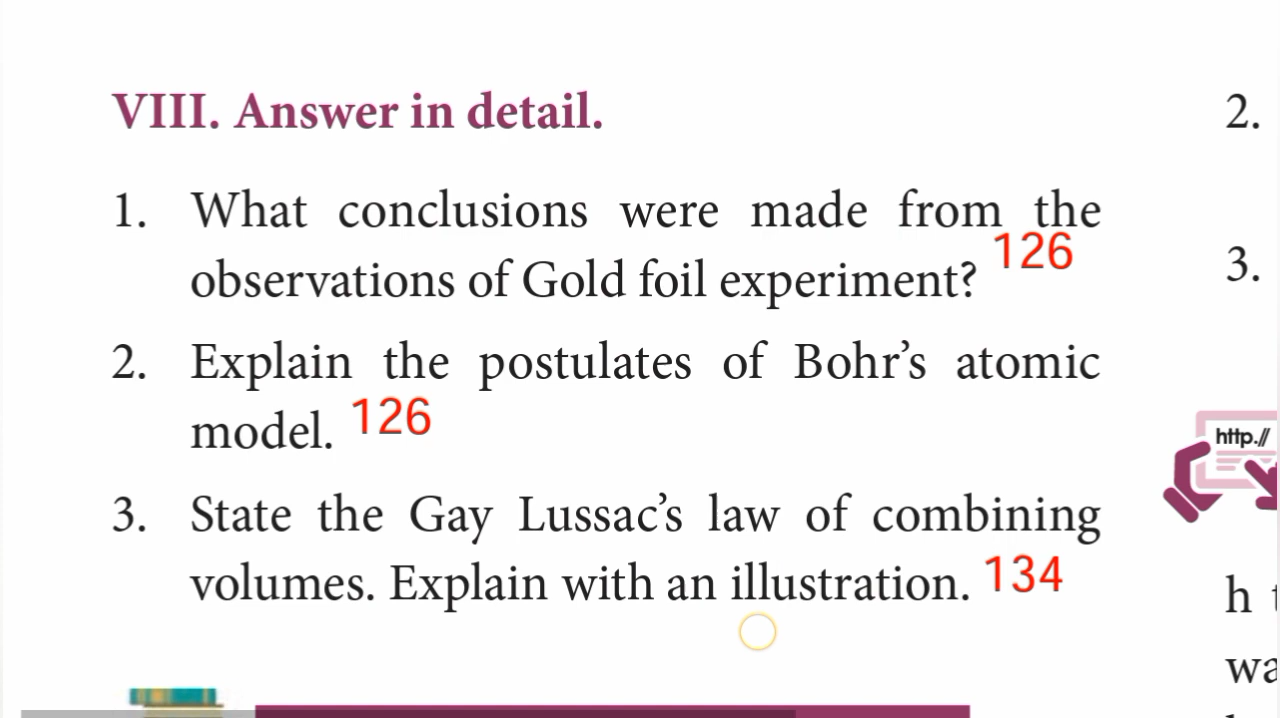 VIII. Answer in detail.
1. What conclusions were made from the
observations of Gold foil experiment? 126
2. Explain the postulates of Bohr’s atomic
model. 126
3. State the Gay Lussac’s law of combining
volumes. Explain with an illustration. 134
2.
3.
http://
h
wa